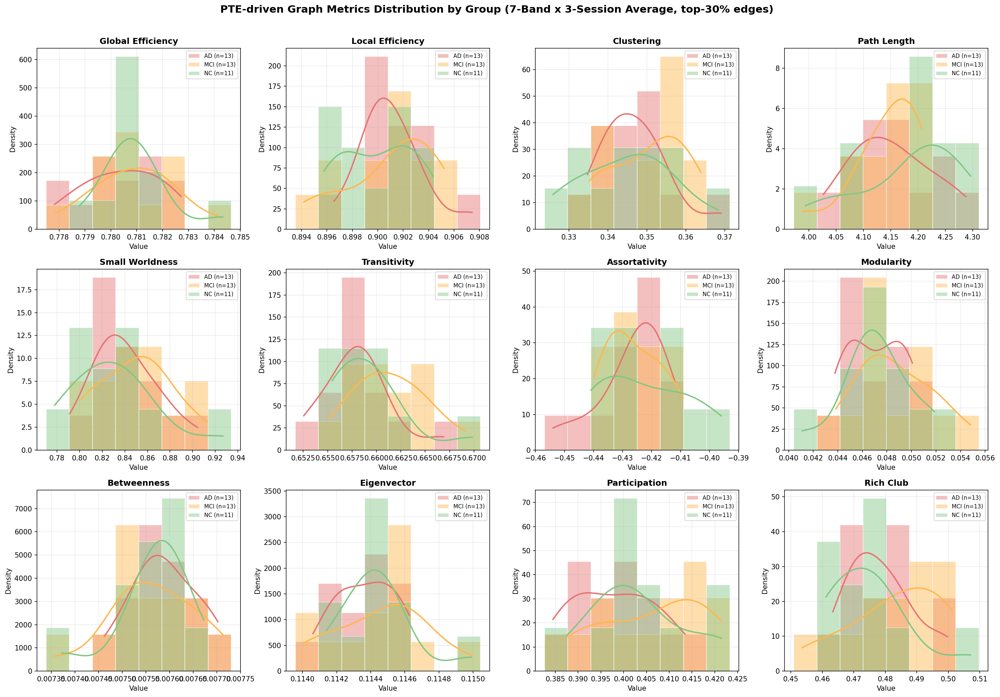 PTE-driven Graph Metrics Distribution by Group (7-Band x 3-Session Average, top-30% edges)
Global Efficiency
Density
600
500
400
300
200
100
0
AD (n=13)
MCI (n=13)
NC (n=11)
0.778 0.779 0.780 0.781 0.782 0.783 0.784 0.785
Value
Local Efficiency
Density
200
175
150
125
100
75
50
25
0
AD (n=13)
MCI (n=13)
NC (n=11)
0.894 0.896 0.898 0.900 0.902 0.904 0.906 0.908
Value
Clustering
Density
60
50
40
30
20
10
0
AD (n=13)
MCI (n=13)
NC (n=11)
0.33 0.34 0.35 0.36 0.37
Value
Path Length
Density
8
6
4
2
0
AD (n=13)
MCI (n=13)
NC (n=11)
4.00 4.05 4.10 4.15 4.20 4.25 4.30
Value
Small Worldness
Density
17.5
15.0
12.5
10.0
7.5
5.0
2.5
0.0
AD (n=13)
MCI (n=13)
NC (n=11)
0.78 0.80 0.82 0.84 0.86 0.88 0.90 0.92 0.94
Value
Transitivity
Density
200
175
150
125
100
75
50
25
0
AD (n=13)
MCI (n=13)
NC (n=11)
0.65250.65500.65750.66000.66250.66500.66750.6700
Value
Assortativity
Density
50
40
30
20
10
0
AD (n=13)
MCI (n=13)
NC (n=11)
−0.46 −0.45 −0.44 −0.43 −0.42 −0.41 −0.40 −0.39
Value
Modularity
Density
200
175
150
125
100
75
50
25
0
AD (n=13)
MCI (n=13)
NC (n=11)
0.040 0.042 0.044 0.046 0.048 0.050 0.052 0.054 0.056
Value
Betweenness
Density
7000
6000
5000
4000
3000
2000
1000
0
AD (n=13)
MCI (n=13)
NC (n=11)
0.007350.007400.007450.007500.007550.007600.007650.007700.00775
Value
Eigenvector
Density
3500
3000
2500
2000
1500
1000
500
0
AD (n=13)
MCI (n=13)
NC (n=11)
0.1140 0.1142 0.1144 0.1146 0.1148 0.1150
Value
Participation
Density
70
60
50
40
30
20
10
0
AD (n=13)
MCI (n=13)
NC (n=11)
0.385 0.390 0.395 0.400 0.405 0.410 0.415 0.420 0.425
Value
Rich Club
Density
50
40
30
20
10
0
AD (n=13)
MCI (n=13)
NC (n=11)
0.45 0.46 0.47 0.48 0.49 0.50 0.51
Value